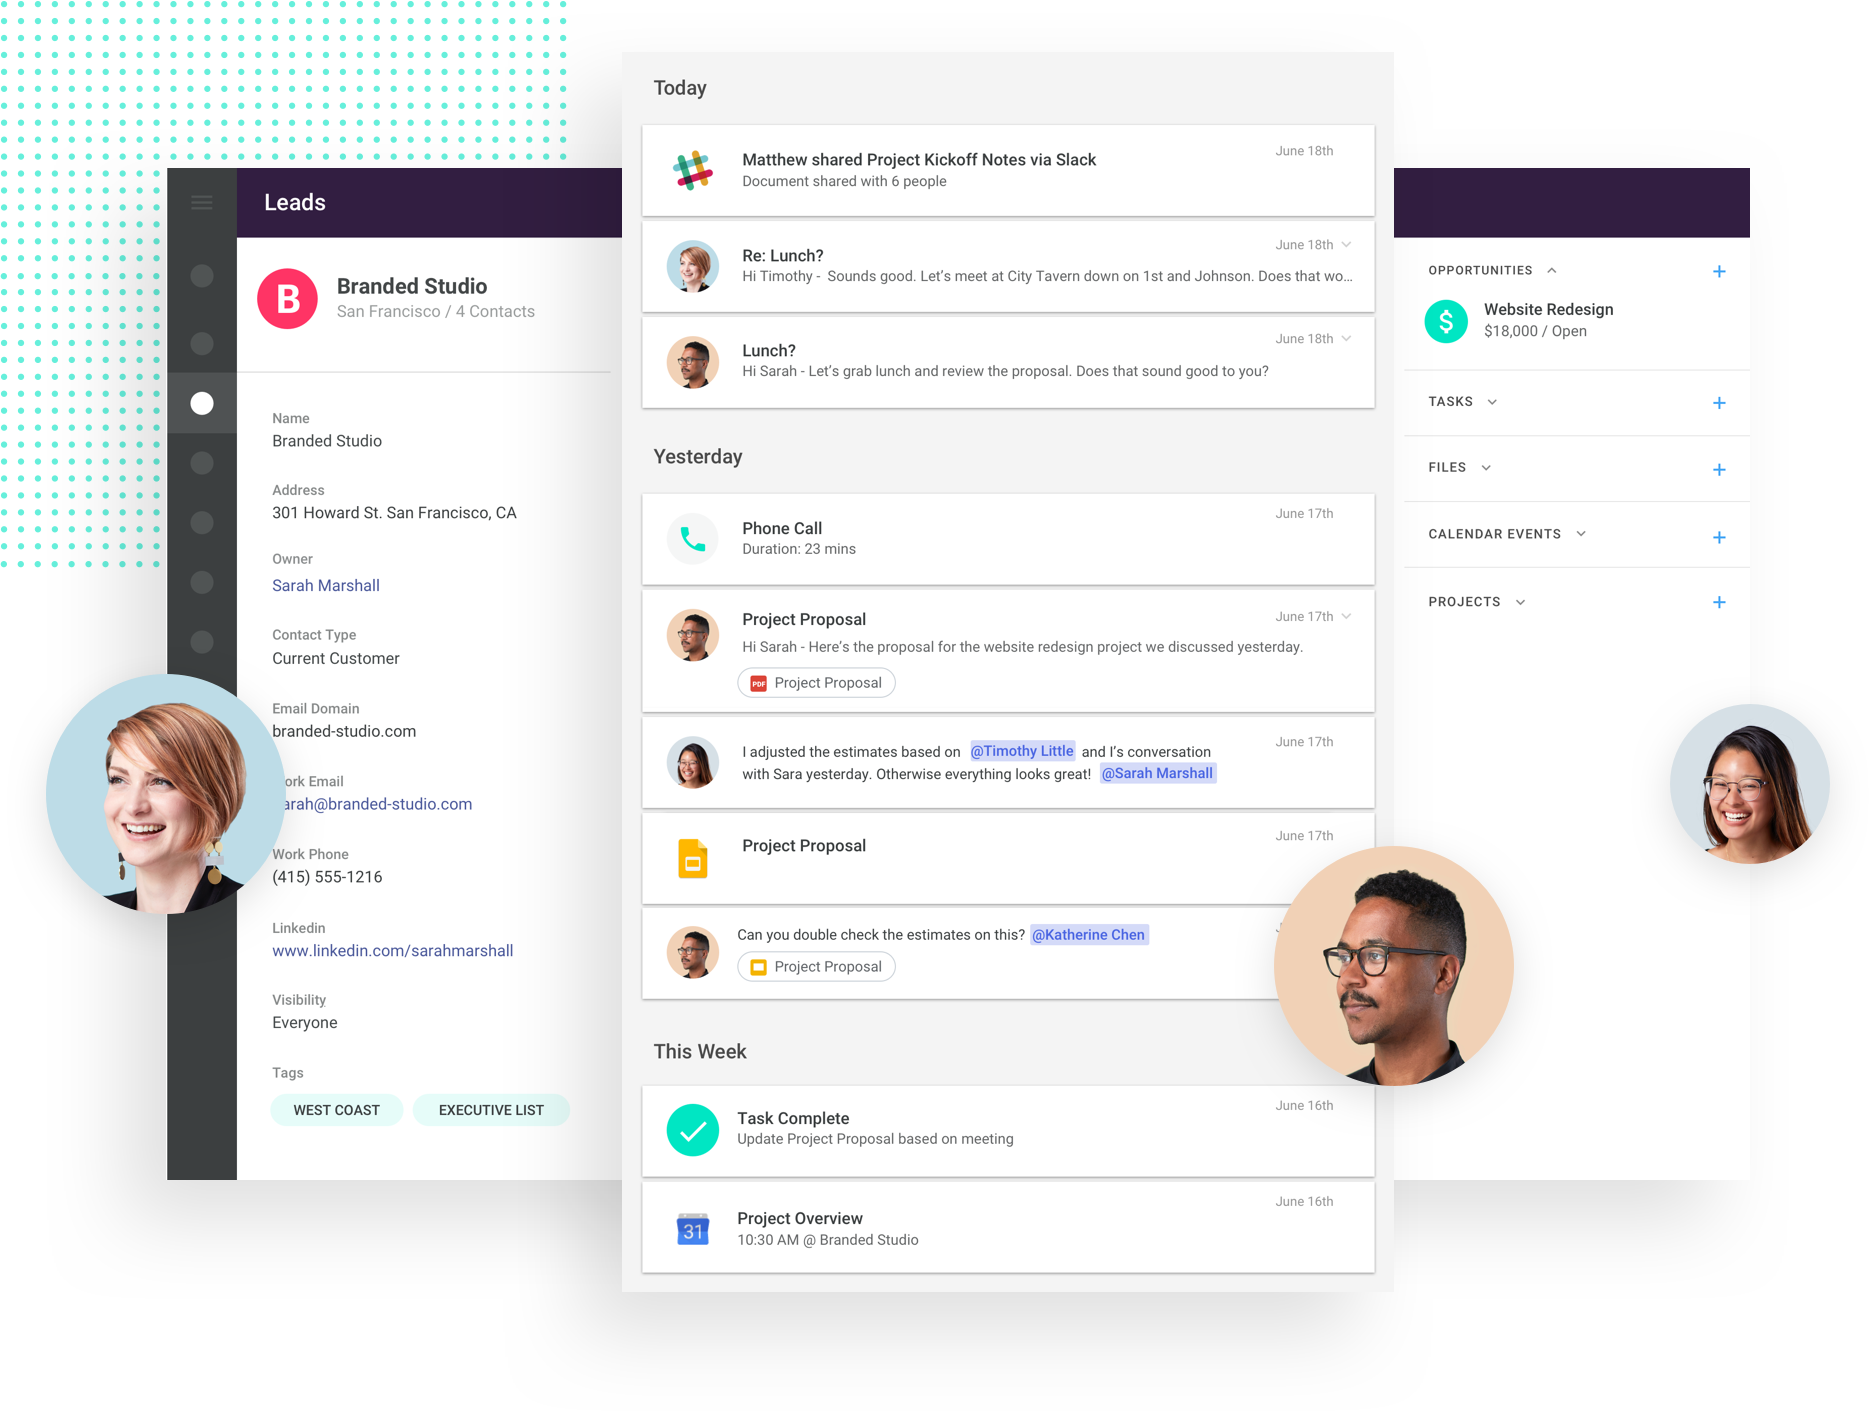 Leads
B
Branded Studio
San Francisco / 4 Contacts
Name
Branded Studio
Address
301 Howard St. San Francisco, CA
Owner
Sarah Marshall
Contact Type
Current Customer
Email Domain
branded-studio.com
ork Email
arah@branded-studio.com
Work Phone
(415) 555-1216
Linkedin
www.linkedin.com/sarahmarshall
Visibility
Everyone
Tags
WEST COAST
EXECUTIVE LIST
Today
Matthew shared Project Kickoff Notes via Slack
June 18th
Document shared with 6 people
Re: Lunch?
June 18th
Hi Timothy - Sounds good. Let's meet at City Tavern down on 1st and Johnson. Does that wo...
Lunch?
June 18th
Hi Sarah - Let's grab lunch and review the proposal. Does that sound good to you?
Yesterday
Phone Call
June 17th
Duration: 23 mins
Project Proposal
June 17th
Hi Sarah - Here's the proposal for the website redesign project we discussed yesterday.
PDF Project Proposal
I adjusted the estimates based on @Timothy Little and I's conversation
June 17th
with Sara yesterday. Otherwise everything looks great! @Sarah Marshall
Project Proposal
June 17th
Can you double check the estimates on this? @Katherine Chen
Project Proposal
This Week
Task Complete
June 16th
Update Project Proposal based on meeting
31
Project Overview
June 16th
10:30 AM @ Branded Studio
OPPORTUNITIES
$
Website Redesign
$18,000 / Open
TASKS
FILES
CALENDAR EVENTS
PROJECTS